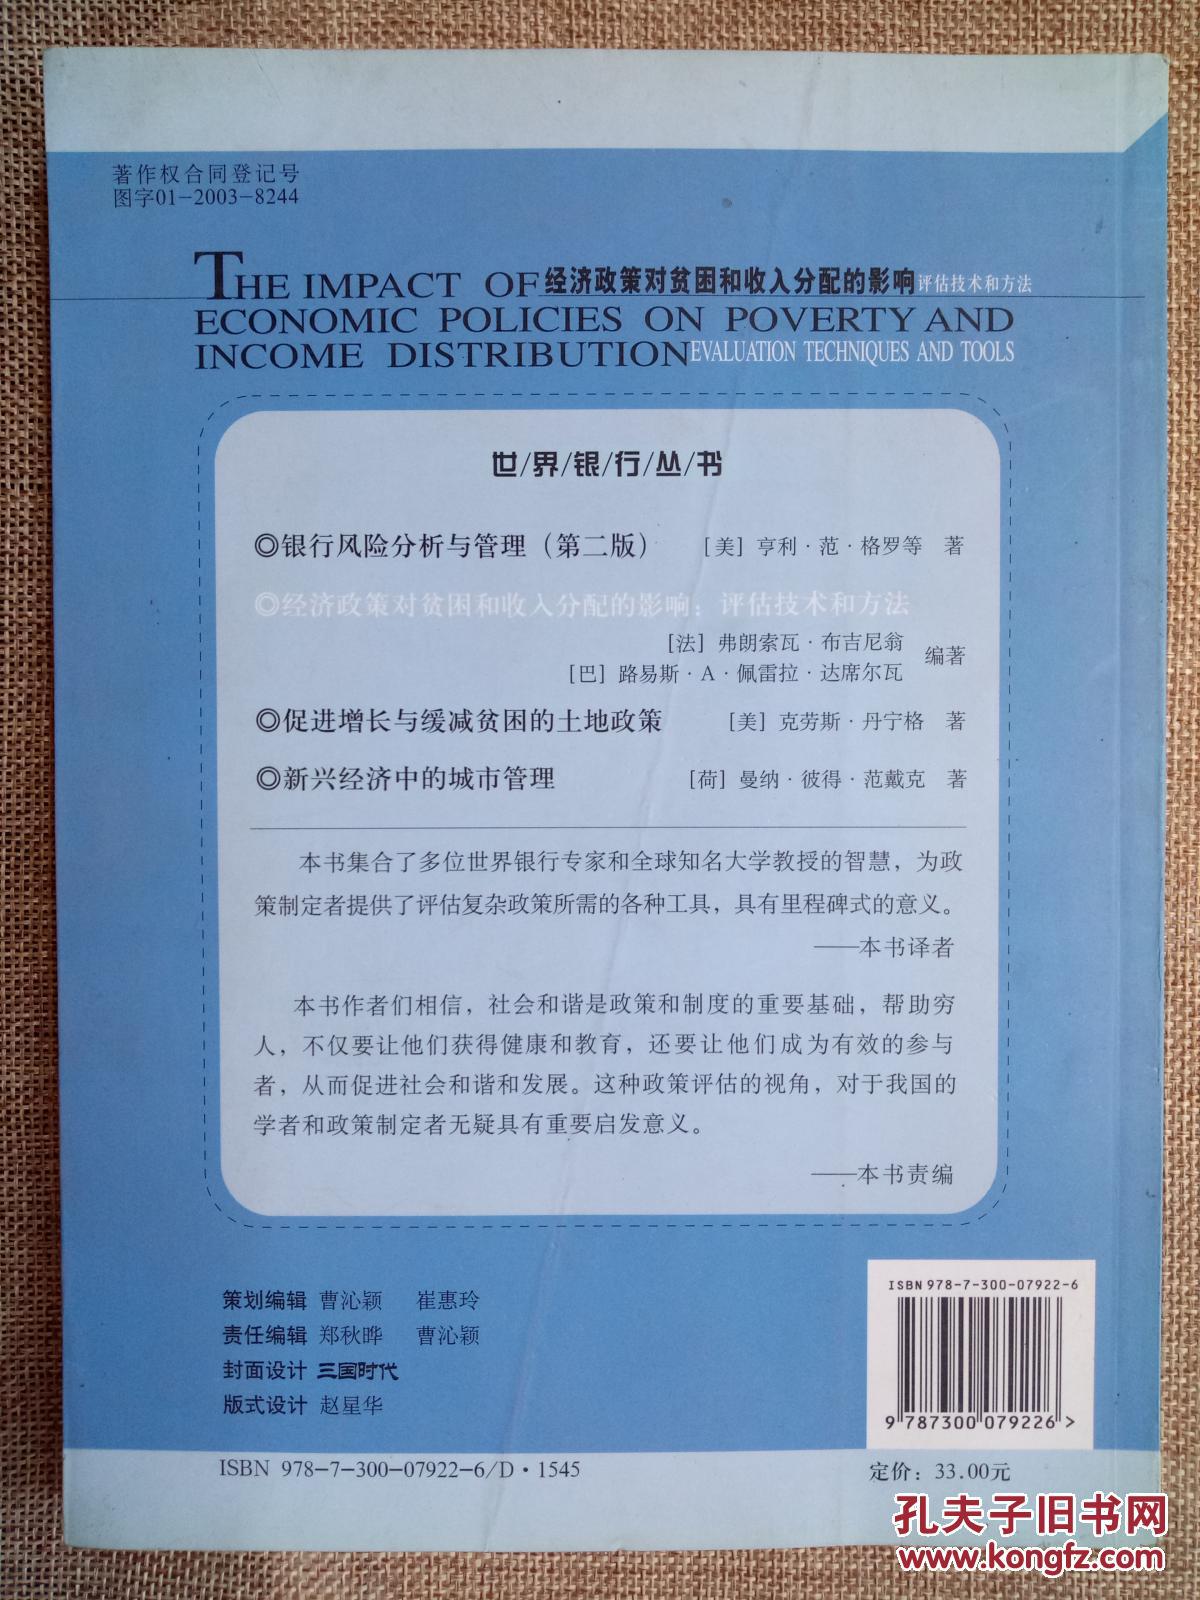 著作权合同登记号
图字01-2003-8244
THE IMPACT OF 经济政策对贫困和收入分配的影响 评估技术和方法
ECONOMIC POLICIES ON POVERTY AND
INCOME DISTRIBUTION EVALUATION TECHNIQUES AND TOOLS
世/界/银/行/丛/书
◎银行风险分析与管理（第二版） ［美］亨利·范·格罗等 著
◎经济政策对贫困和收入分配的影响：评估技术和方法
［法］弗朗索瓦·布吉尼翁
［巴］路易斯·A·佩雷拉·达席尔瓦
编著
◎促进增长与缓减贫困的土地政策 ［美］克劳斯·丹宁格 著
◎新兴经济中的城市管理 ［荷］曼纳·彼得·范戴克 著
本书集合了多位世界银行专家和全球知名大学教授的智慧，为政
策制定者提供了评估复杂政策所需的各种工具，具有里程碑式的意义。
——本书译者
本书作者们相信，社会和谐是政策和制度的重要基础，帮助穷
人，不仅要让他们获得健康和教育，还要让他们成为有效的参与
者，从而促进社会和谐和发展。这种政策评估的视角，对于我国的
学者和政策制定者无疑具有重要启发意义。
——本书责编
策划编辑 曹沁颖 崔惠玲
责任编辑 郑秋晔 曹沁颖
封面设计 三国时代
版式设计 赵星华
ISBN 978-7-300-07922-6
9 787300 079226 >
ISBN 978-7-300-07922-6/D·1545
定价：33.00元
孔夫子旧书网
www.kongfz.com